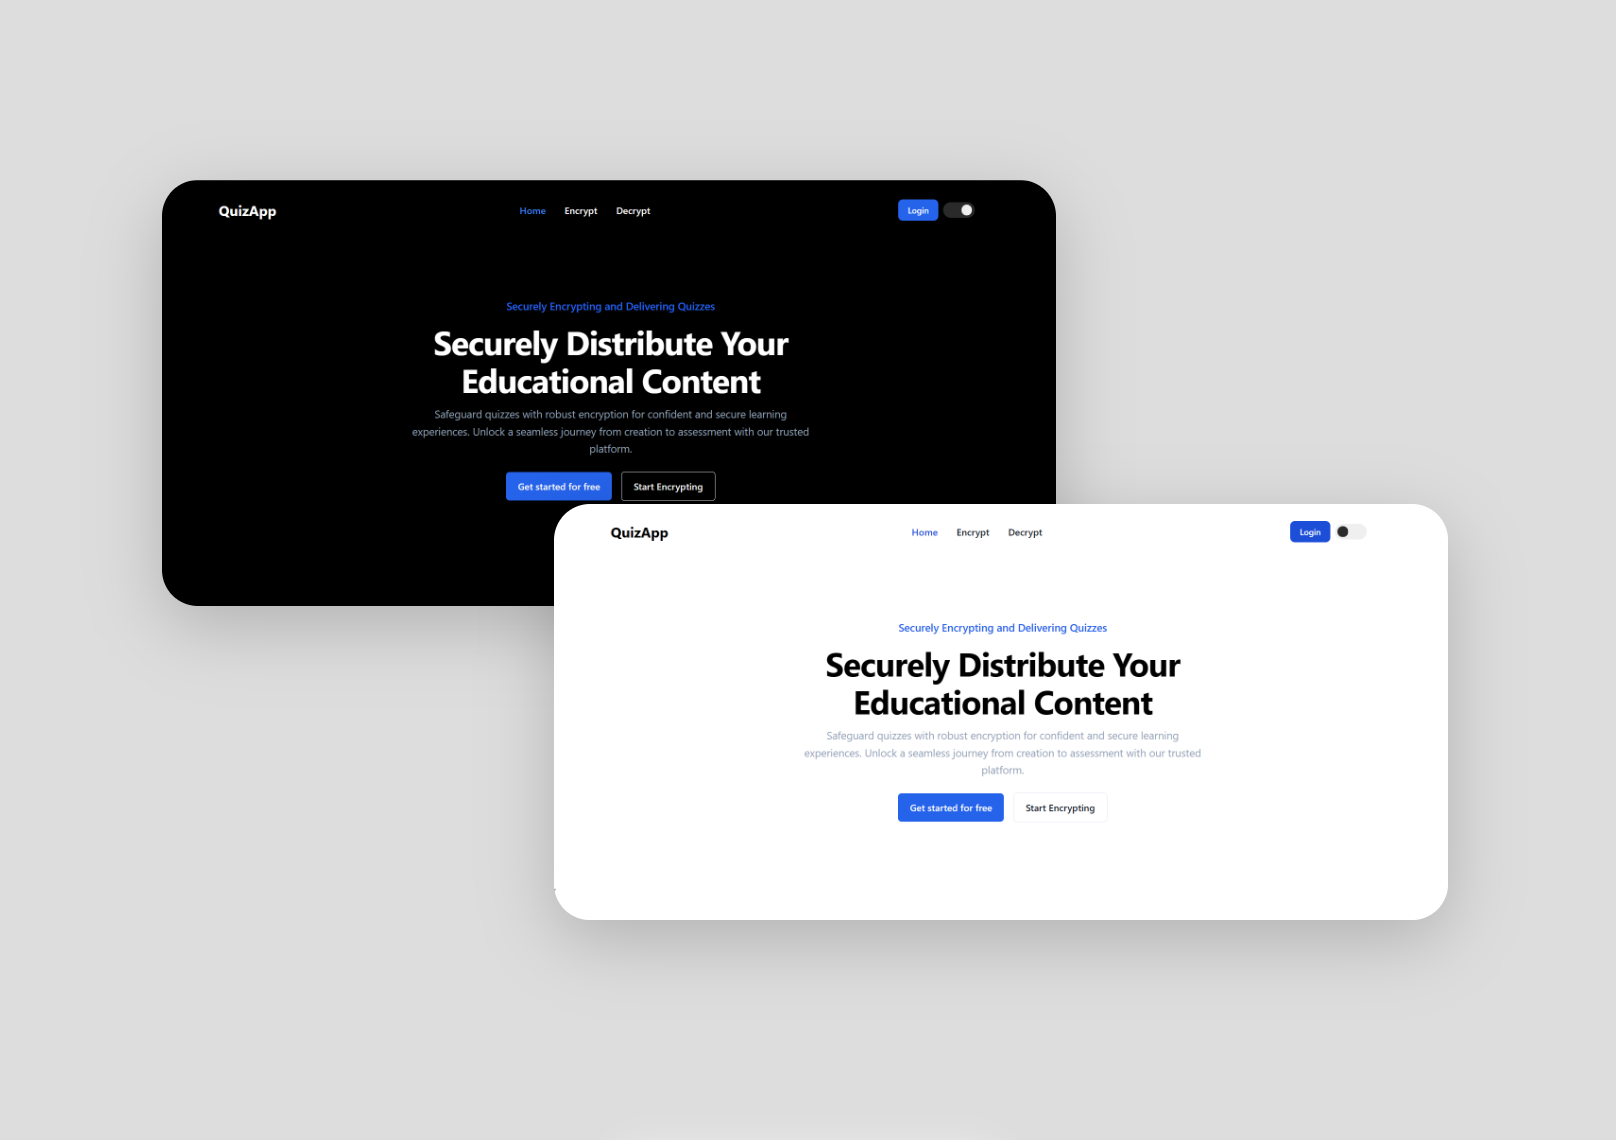 QuizApp
Home Encrypt Decrypt
Login
Securely Encrypting and Delivering Quizzes
Securely Distribute Your
Educational Content
Safeguard quizzes with robust encryption for confident and secure learning
experiences. Unlock a seamless journey from creation to assessment with our trusted
platform.
Get started for free
Start Encrypting
QuizApp
Home Encrypt Decrypt
Login
Securely Encrypting and Delivering Quizzes
Securely Distribute Your
Educational Content
Safeguard quizzes with robust encryption for confident and secure learning
experiences. Unlock a seamless journey from creation to assessment with our trusted
platform.
Get started for free
Start Encrypting